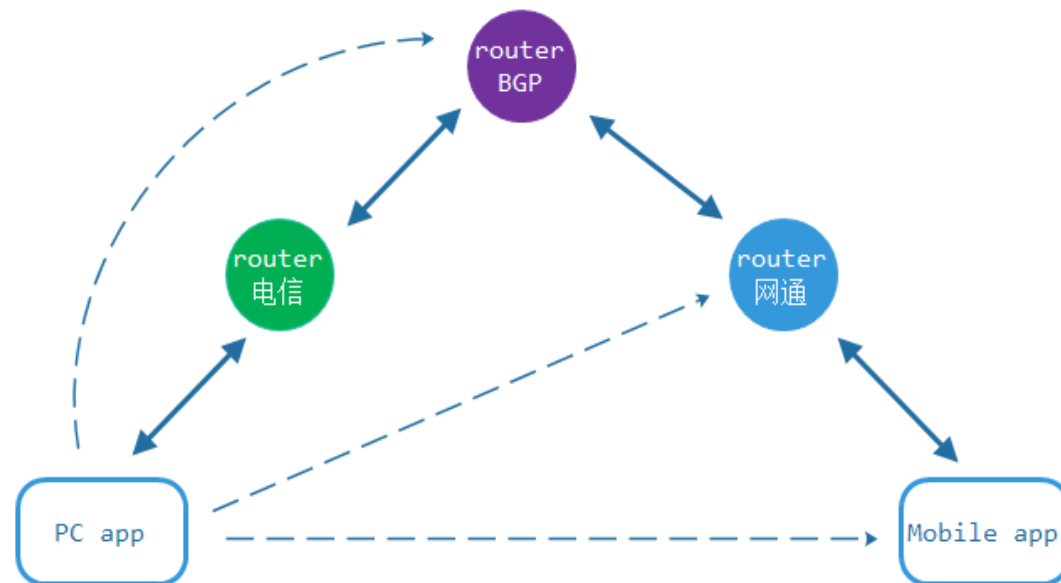 router
BGP
router
电信
router
网通
PC app
Mobile app